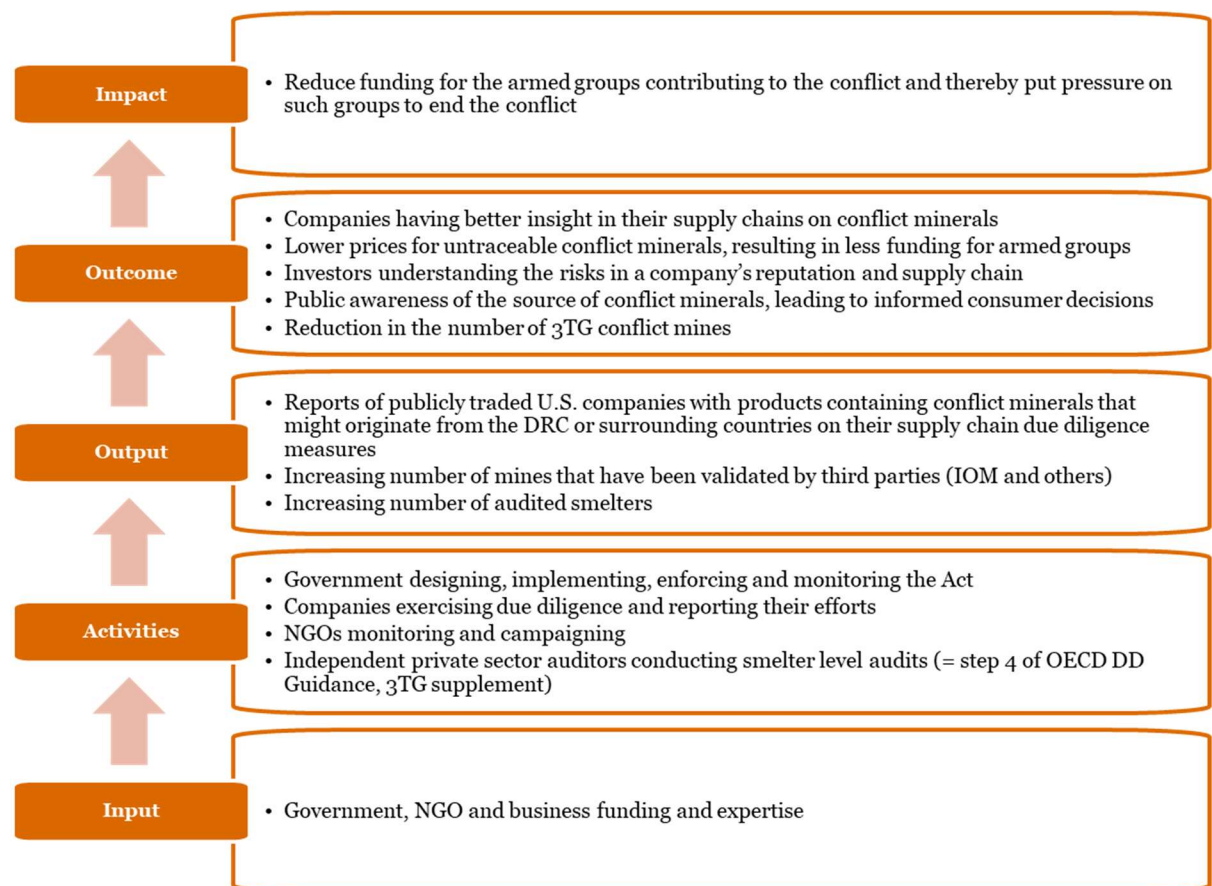 Impact
• Reduce funding for the armed groups contributing to the conflict and thereby put pressure on
such groups to end the conflict
Outcome
• Companies having better insight in their supply chains on conflict minerals
• Lower prices for untraceable conflict minerals, resulting in less funding for armed groups
• Investors understanding the risks in a company's reputation and supply chain
• Public awareness of the source of conflict minerals, leading to informed consumer decisions
• Reduction in the number of 3TG conflict mines
Output
• Reports of publicly traded U.S. companies with products containing conflict minerals that
might originate from the DRC or surrounding countries on their supply chain due diligence
measures
• Increasing number of mines that have been validated by third parties (IOM and others)
• Increasing number of audited smelters
Activities
• Government designing, implementing, enforcing and monitoring the Act
• Companies exercising due diligence and reporting their efforts
• NGOs monitoring and campaigning
• Independent private sector auditors conducting smelter level audits (= step 4 of OECD DD
Guidance, 3TG supplement)
Input
• Government, NGO and business funding and expertise